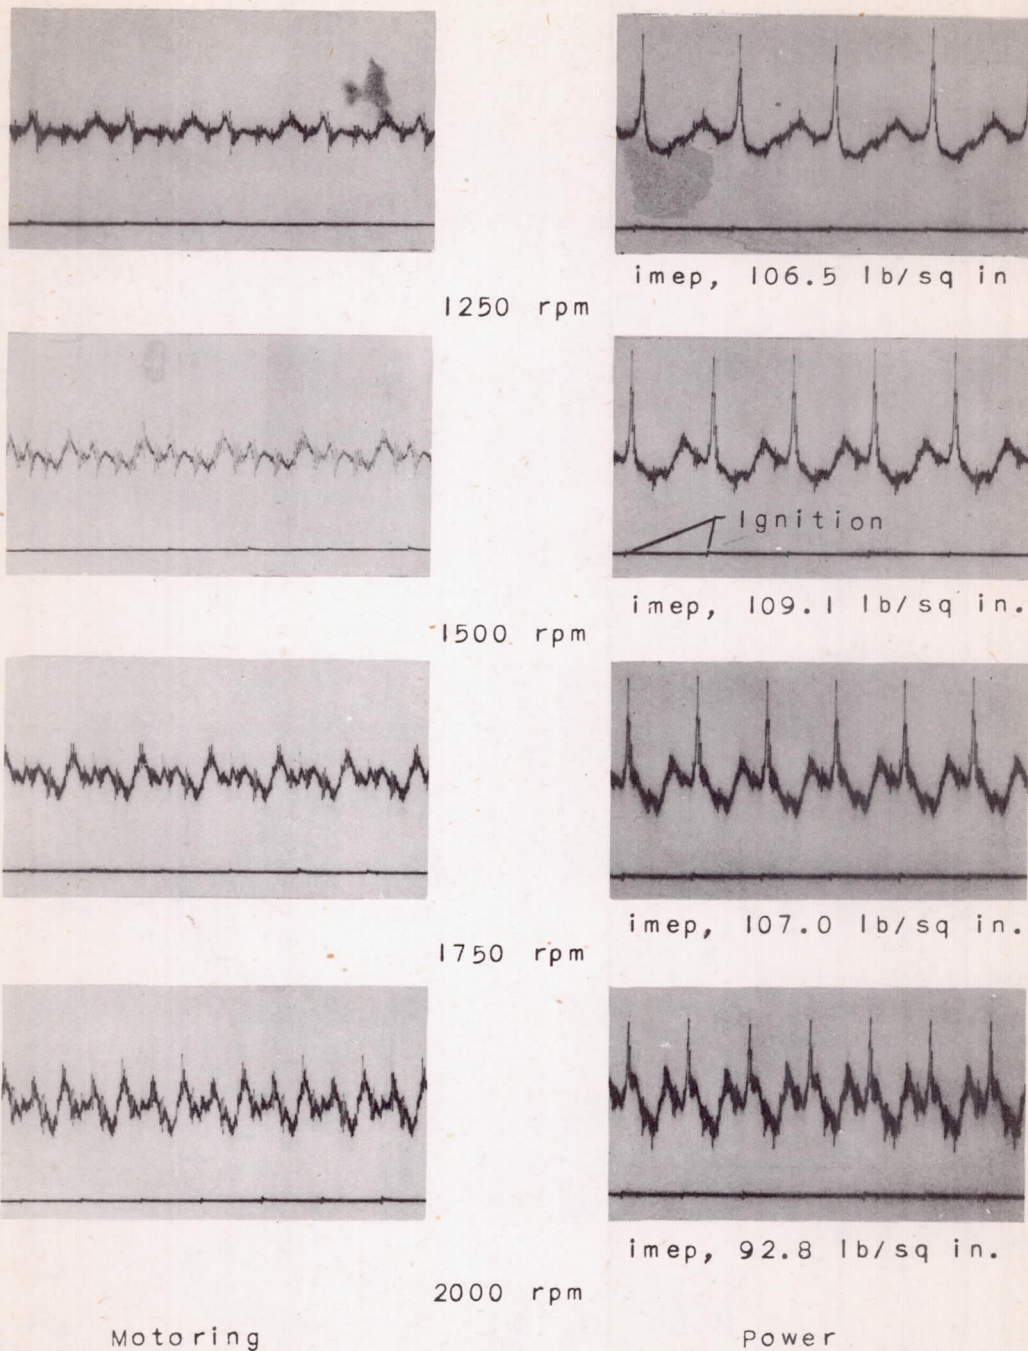 imep, 106.5 lb/sq in
1250 rpm
Ignition
imep, 109.1 lb/sq in.
1500 rpm
imep, 107.0 lb/sq in.
1750 rpm
imep, 92.8 lb/sq in.
2000 rpm
Motoring
Power